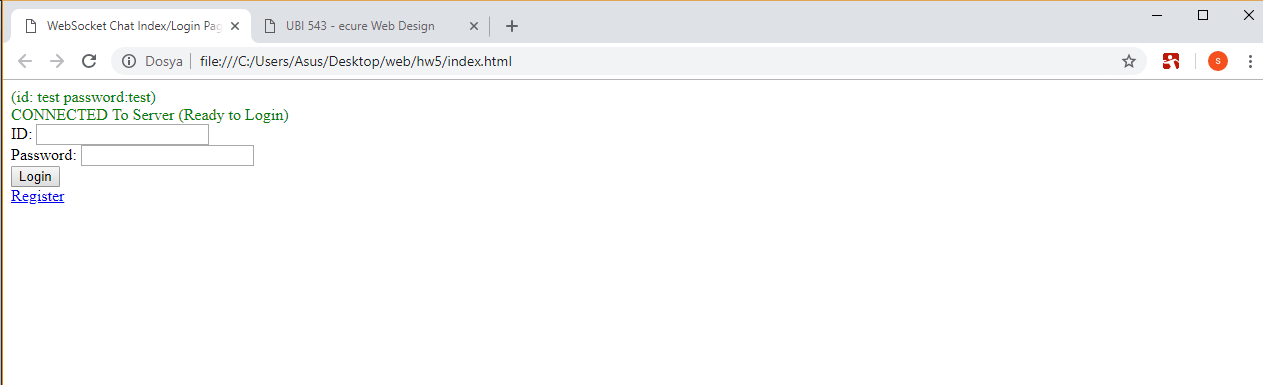 WebSocket Chat Index/Login Pag
UBI 543 - ecure Web Design
Dosya
file:///C:/Users/Asus/Desktop/web/hw5/index.html
s
(id: test password:test)
CONNECTED To Server (Ready to Login)
ID:
Password:
Login
Register